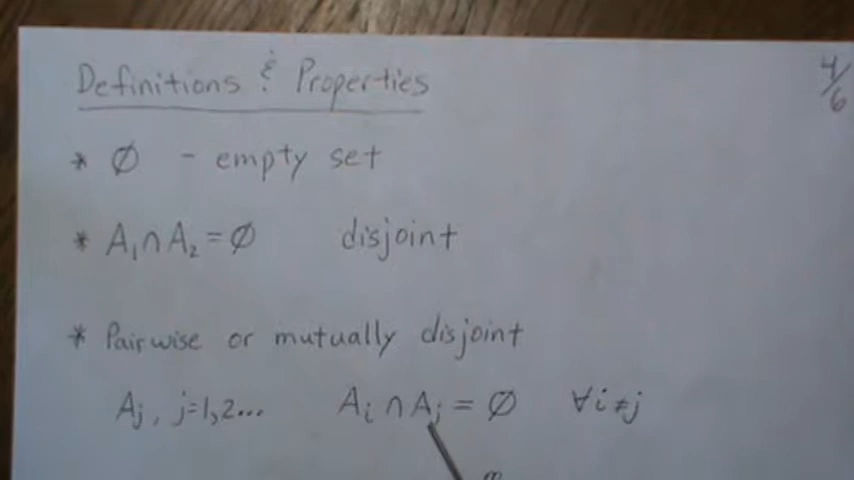 Definitions & Properties
4/6
* ∅ - empty set
* A₁∩A₂=∅ disjoint
* Pairwise or mutually disjoint
Aj, j=1,2... Ai ∩ Aj = ∅ ∀i≠j